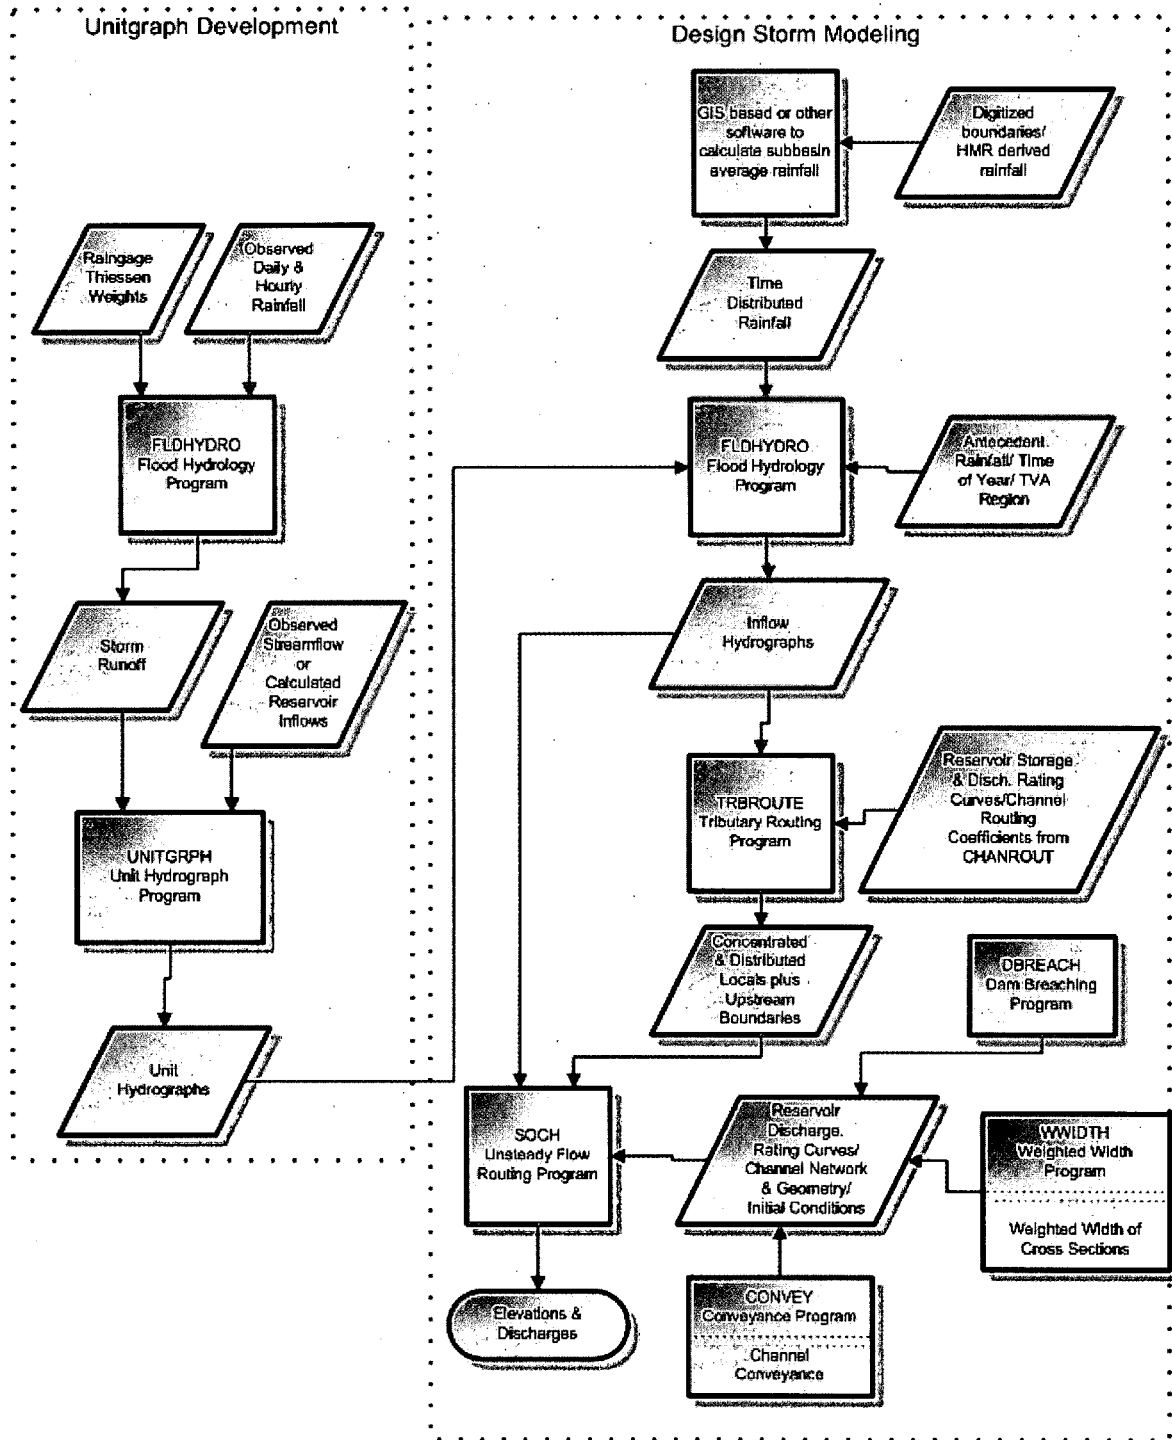 Unitgraph Development
Raingage
Thiessen
Weights
Observed
Daily &
Hourly
Rainfall
FLDHYDRO
Flood Hydrology
Program
Storm
Runoff
Observed
Streamflow
or
Calculated
Reservoir
Inflows
UNITGRPH
Unit Hydrograph
Program
Unit
Hydrographs
Design Storm Modeling
GIS based or other
software to
calculate subbasin
average rainfall
Digitized
boundaries/
HMR derived
rainfall
Time
Distributed
Rainfall
FLDHYDRO
Flood Hydrology
Program
Antecedent
Rainfall/ Time
of Year/ TVA
Region
Inflow
Hydrographs
TRBROUTE
Tributary Routing
Program
Reservoir Storage
& Disch. Rating
Curves/Channel
Routing
Coefficients from
CHANROUT
Concentrated
& Distributed
Locals plus
Upstream
Boundaries
DBREACH
Dam Breaching
Program
SOCH
Unsteady Flow
Routing Program
Reservoir
Discharge
Rating Curves/
Channel Network
& Geometry/
Initial Conditions
WWIDTH
Weighted Width
Program
Weighted Width of
Cross Sections
Elevations &
Discharges
CONVEY
Conveyance Program
Channel
Conveyance